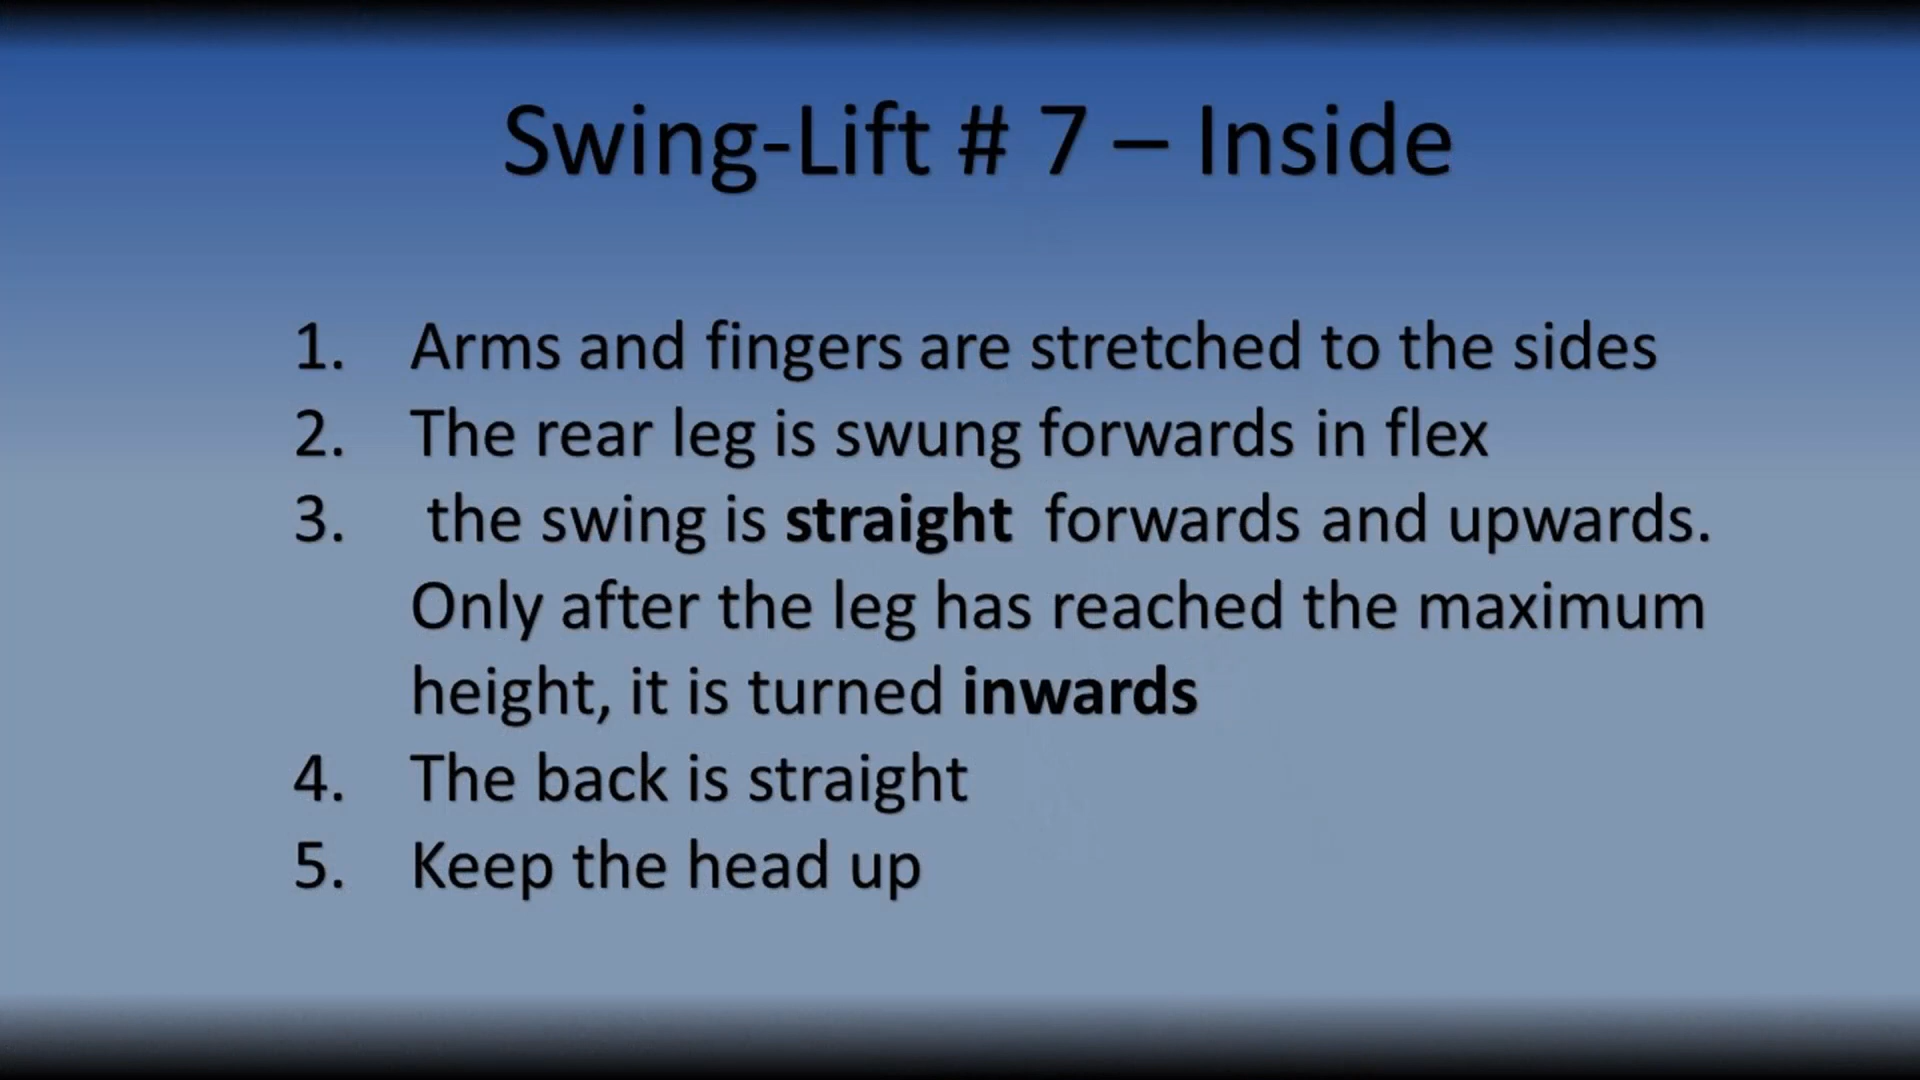 Swing-Lift # 7 – Inside
1. Arms and fingers are stretched to the sides
2. The rear leg is swung forwards in flex
3. the swing is straight forwards and upwards.
Only after the leg has reached the maximum
height, it is turned inwards
4. The back is straight
5. Keep the head up